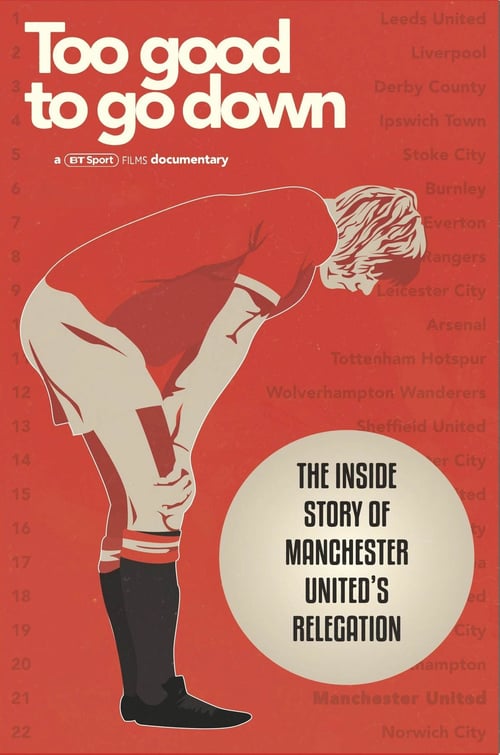 Too good
to go down
a BT Sport FILMS documentary
1 Leeds United
2 Liverpool
3 Derby County
4 Ipswich Town
5 Stoke City
6 Burnley
7 Everton
8 Rangers
9 Leicester City
Arsenal
Tottenham Hotspur
12 Wolverhampton Wanderers
13 Sheffield United
14 City
15
16
17
18
19 City
20
21 Manchester United
22 Norwich City
THE INSIDE
STORY OF
MANCHESTER
UNITED'S
RELEGATION